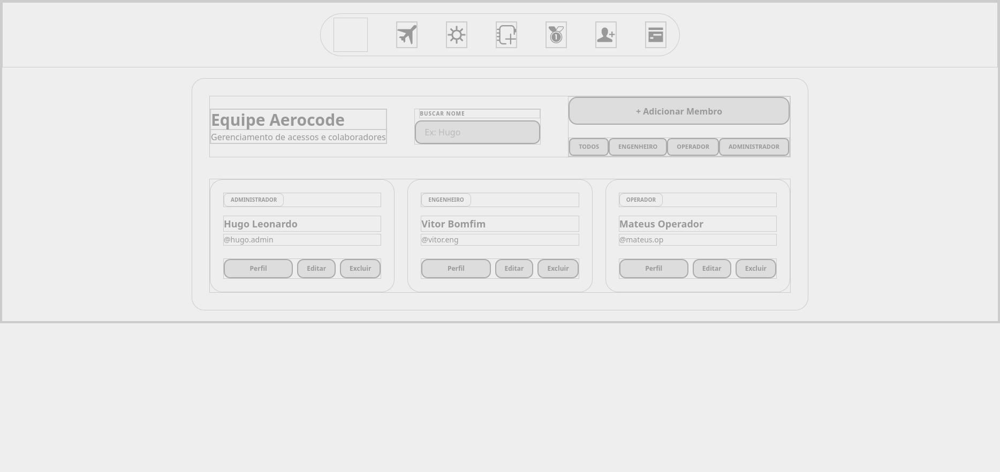 Equipe Aerocode
Gerenciamento de acessos e colaboradores
BUSCAR NOME
Ex: Hugo
+ Adicionar Membro
TODOS ENGENHEIRO OPERADOR ADMINISTRADOR
ADMINISTRADOR
Hugo Leonardo
@hugo.admin
Perfil Editar Excluir
ENGENHEIRO
Vitor Bomfim
@vitor.eng
Perfil Editar Excluir
OPERADOR
Mateus Operador
@mateus.op
Perfil Editar Excluir